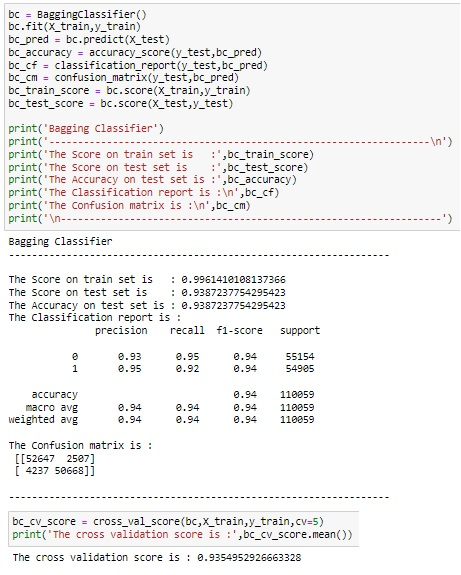 bc = BaggingClassifier()
bc.fit(X_train,y_train)
bc_pred = bc.predict(X_test)
bc_accuracy = accuracy_score(y_test,bc_pred)
bc_cf = classification_report(y_test,bc_pred)
bc_cm = confusion_matrix(y_test,bc_pred)
bc_train_score = bc.score(X_train,y_train)
bc_test_score = bc.score(X_test,y_test)
print('Bagging Classifier')
print('----------------------------------------------------------------\n')
print('The Score on train set is   :',bc_train_score)
print('The Score on test set is    :',bc_test_score)
print('The Accuracy on test set is :',bc_accuracy)
print('The Classification report is :\n',bc_cf)
print('The Confusion matrix is :\n',bc_cm)
print('\n----------------------------------------------------------------')
Bagging Classifier
----------------------------------------------------------------
The Score on train set is   : 0.9961410108137366
The Score on test set is    : 0.9387237754295423
The Accuracy on test set is : 0.9387237754295423
The Classification report is :
precision    recall  f1-score   support
0       0.93      0.95      0.94     55154
1       0.95      0.92      0.94     54905
accuracy                           0.94    110059
macro avg       0.94      0.94      0.94    110059
weighted avg       0.94      0.94      0.94    110059
The Confusion matrix is :
[[52647  2507]
[ 4237 50668]]
----------------------------------------------------------------
bc_cv_score = cross_val_score(bc,X_train,y_train,cv=5)
print('The cross validation score is :',bc_cv_score.mean())
The cross validation score is : 0.9354952926663328